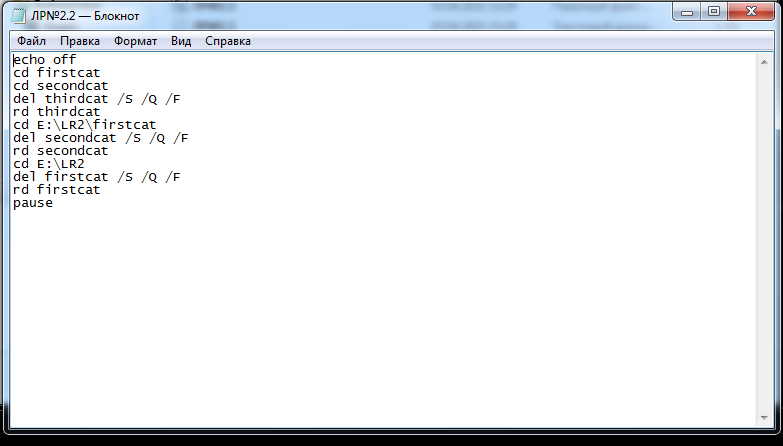 ЛР№2.2 — Блокнот
Файл Правка Формат Вид Справка
echo off
cd firstcat
cd secondcat
del thirdcat /S /Q /F
rd thirdcat
cd E:\LR2\firstcat
del secondcat /S /Q /F
rd secondcat
cd E:\LR2
del firstcat /S /Q /F
rd firstcat
pause